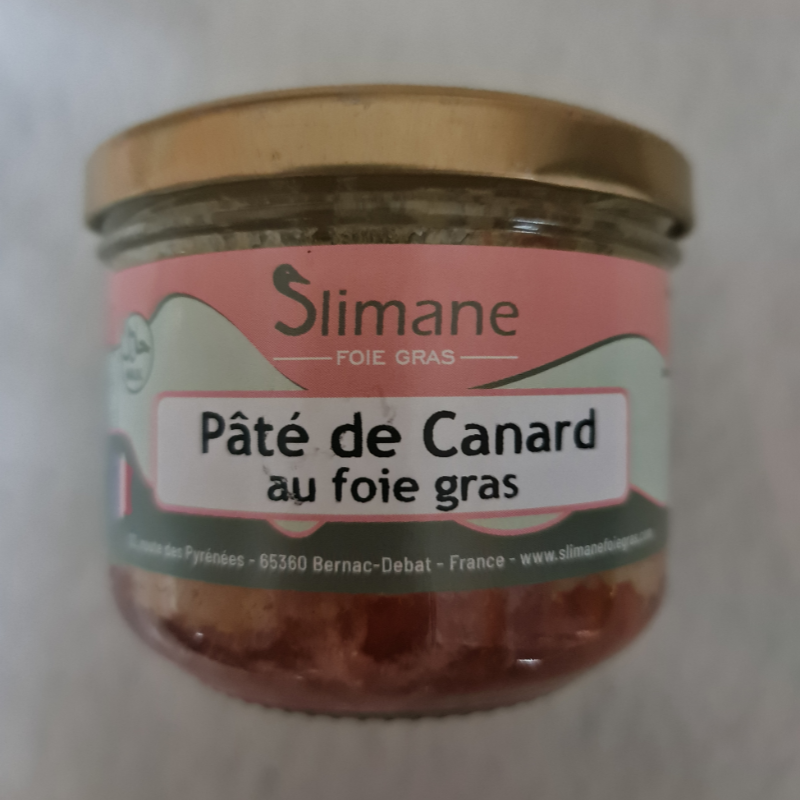 Slimane
FOIE GRAS
Pâté de Canard
au foie gras
route des Pyrénées - 65360 Bernac-Debat - France - www.slimanefoiegras.com